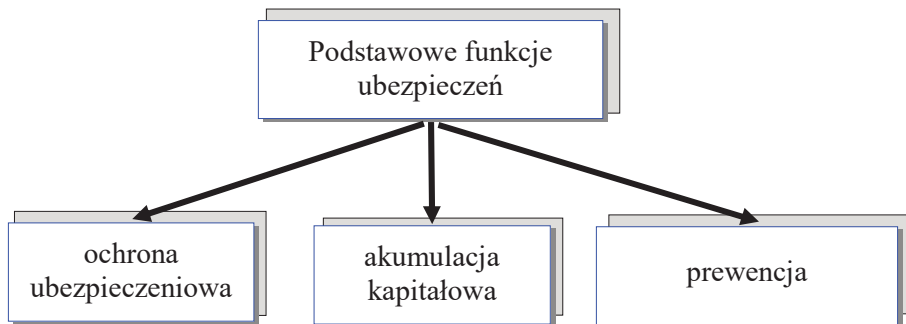 Podstawowe funkcje
ubezpieczeń
ochrona
ubezpieczeniowa
akumulacja
kapitałowa
prewencja